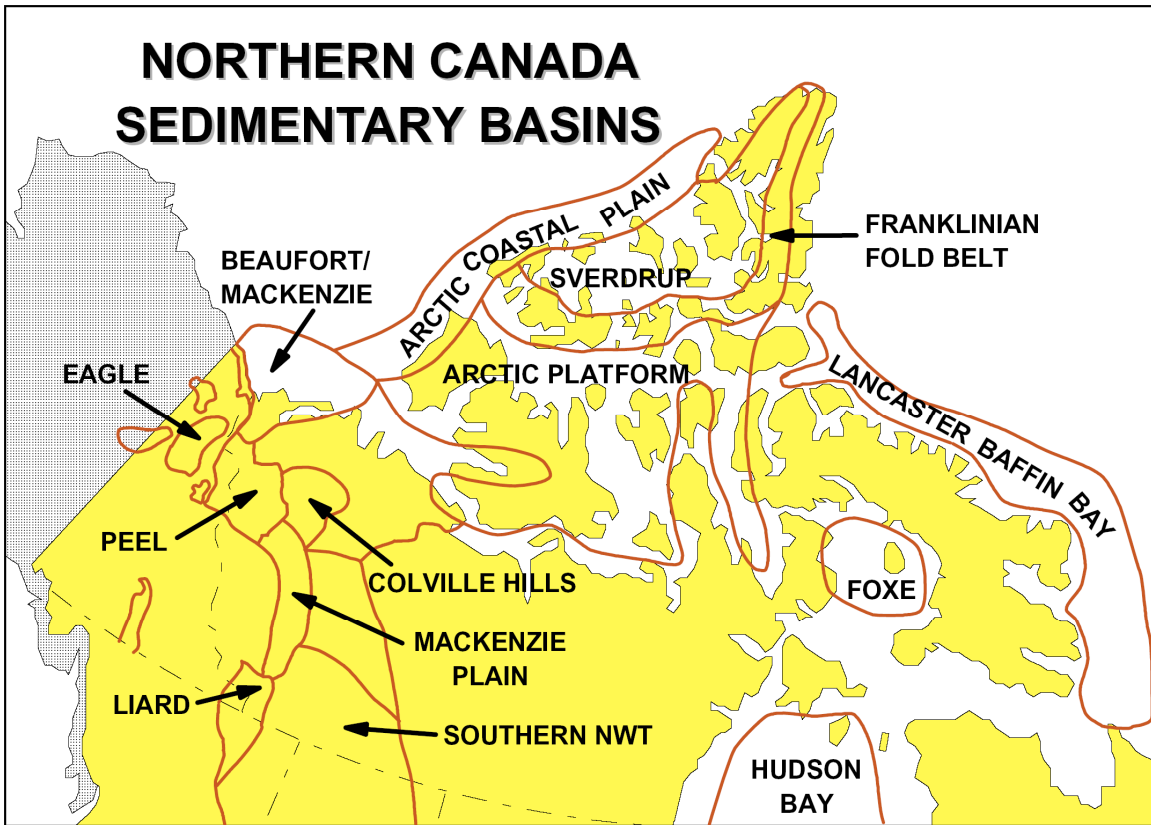 NORTHERN CANADA
SEDIMENTARY BASINS
ARCTIC COASTAL PLAIN
FRANKLINIAN
FOLD BELT
BEAUFORT/
MACKENZIE
SVERDRUP
EAGLE
ARCTIC PLATFORM
LANCASTER BAFFIN BAY
PEEL
COLVILLE HILLS
FOXE
MACKENZIE
PLAIN
LIARD
SOUTHERN NWT
HUDSON
BAY